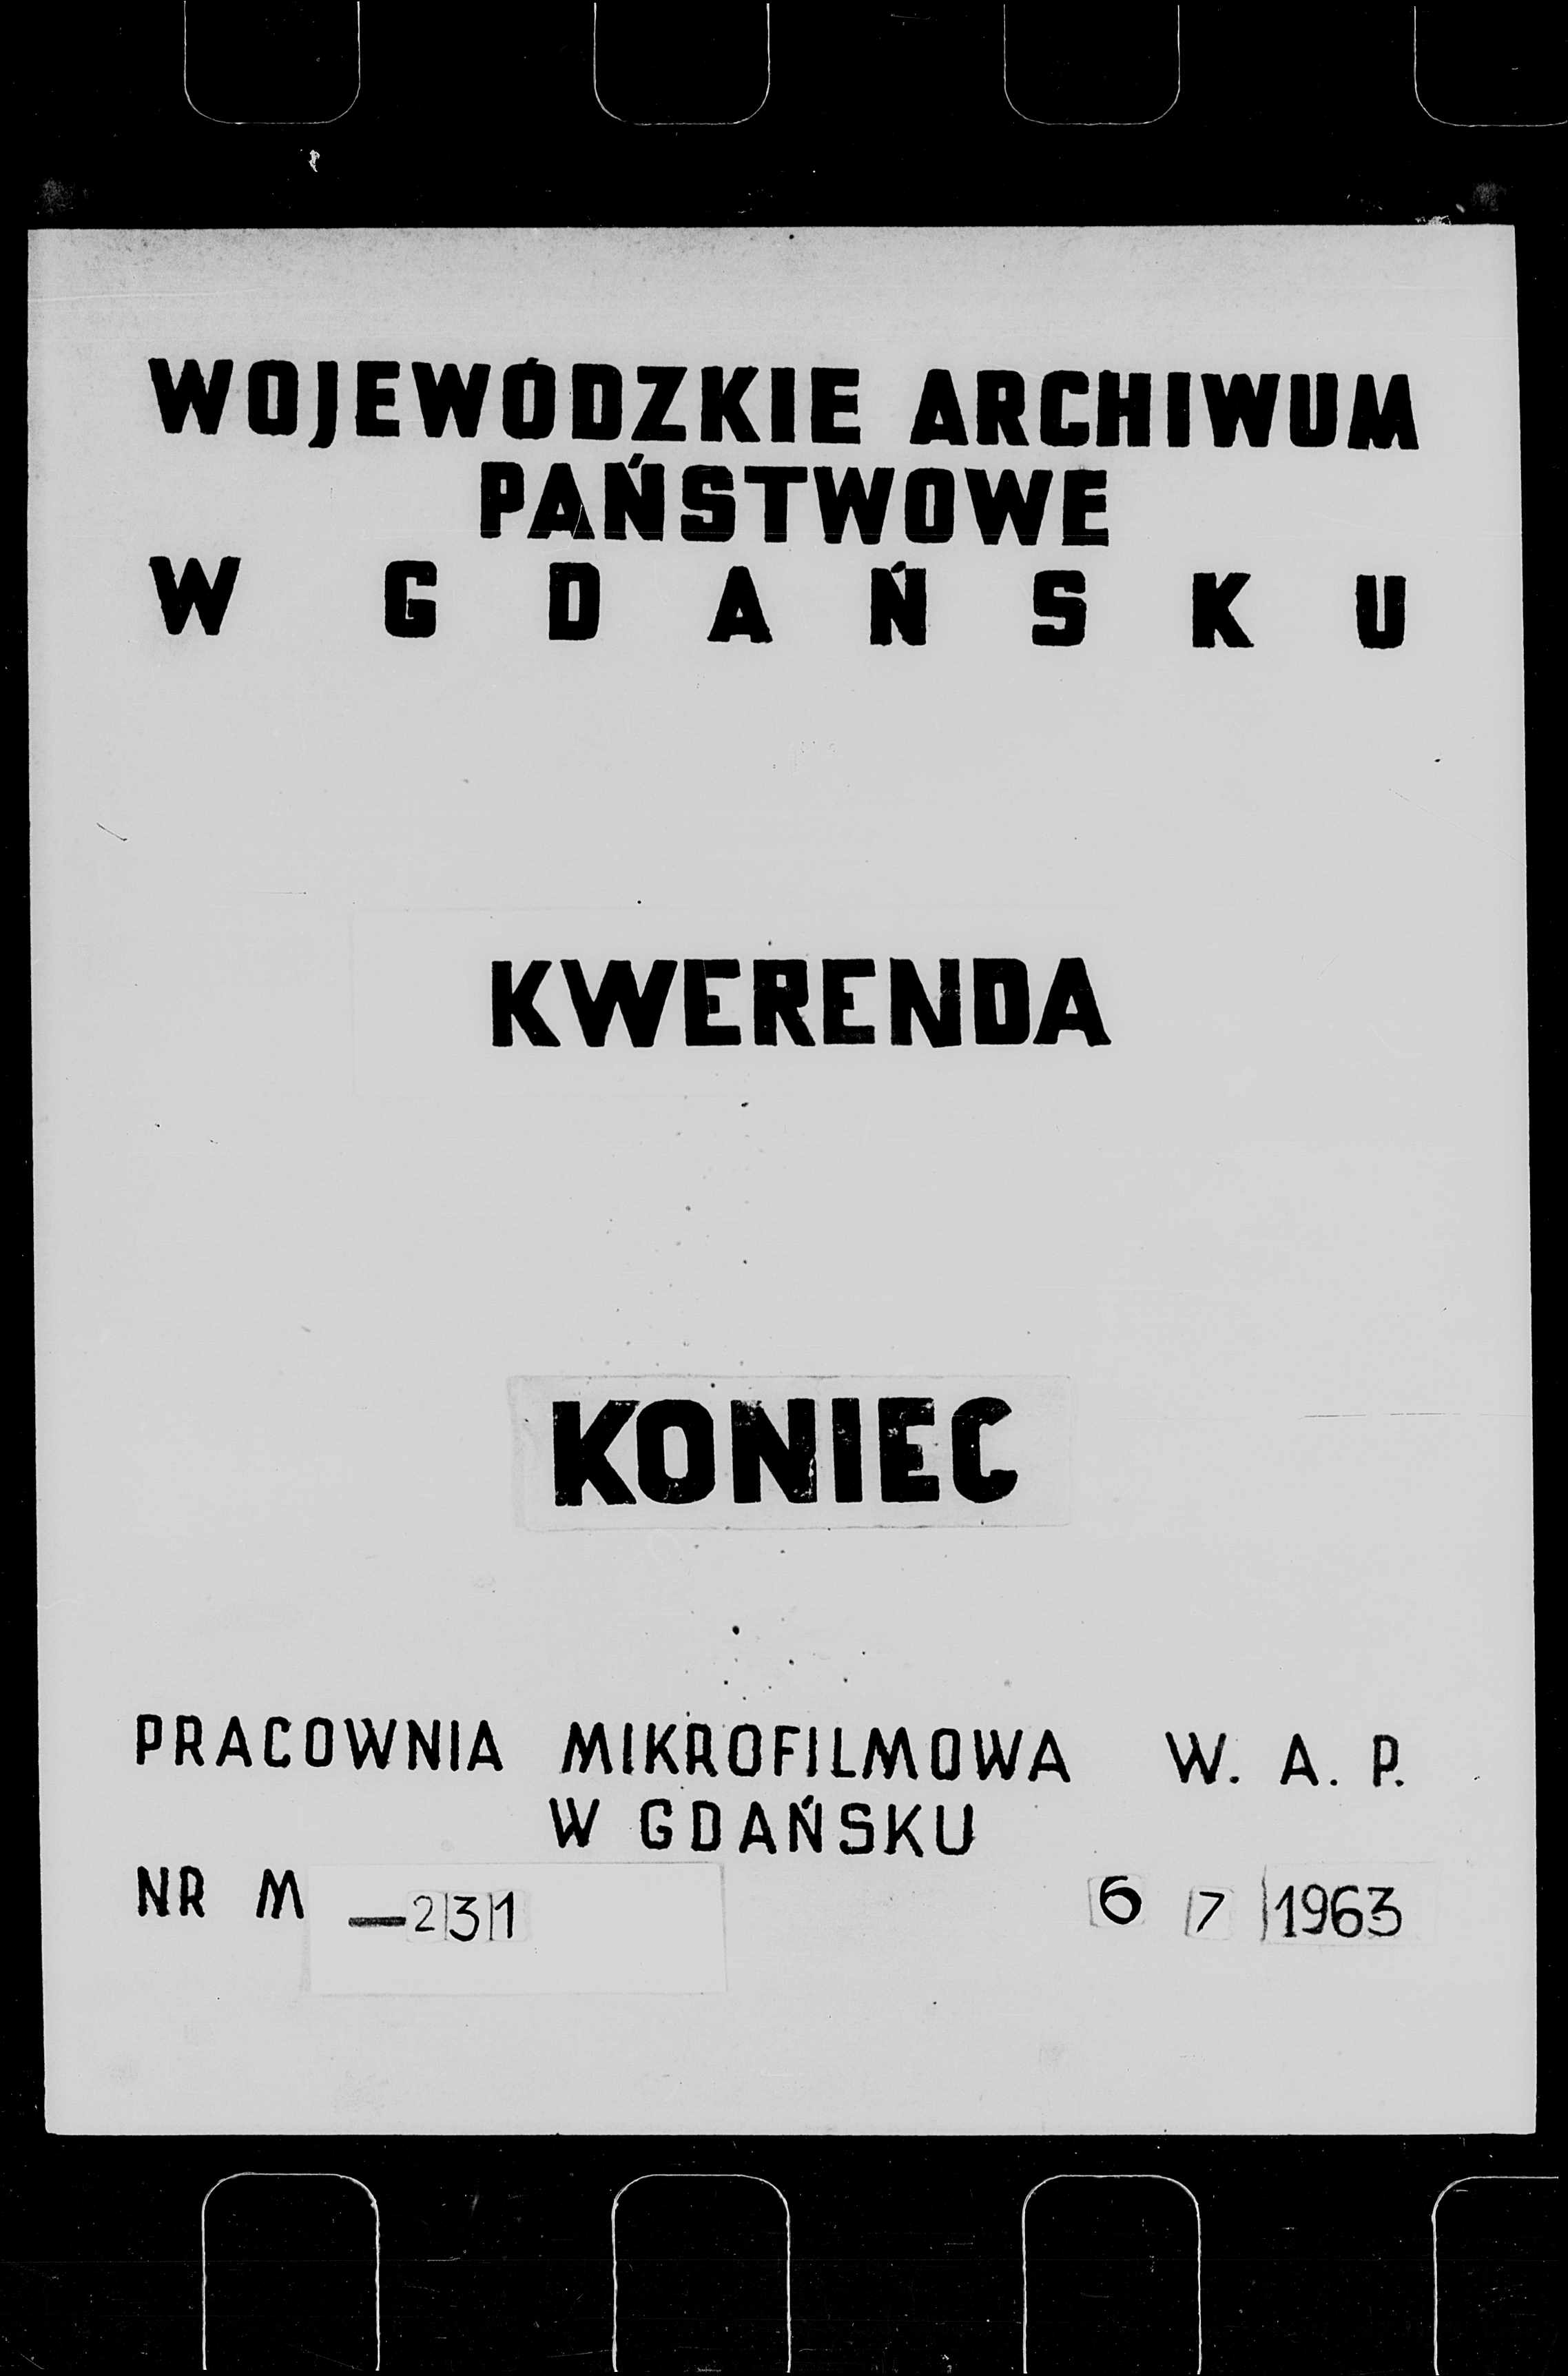 WOJEWÓDZKIE ARCHIWUM
PAŃSTWOWE
W GDAŃSKU
KWERENDA
KONIEC
PRACOWNIA MIKROFILMOWA W. A. P.
W GDAŃSKU
NR M —231 6 7 1963